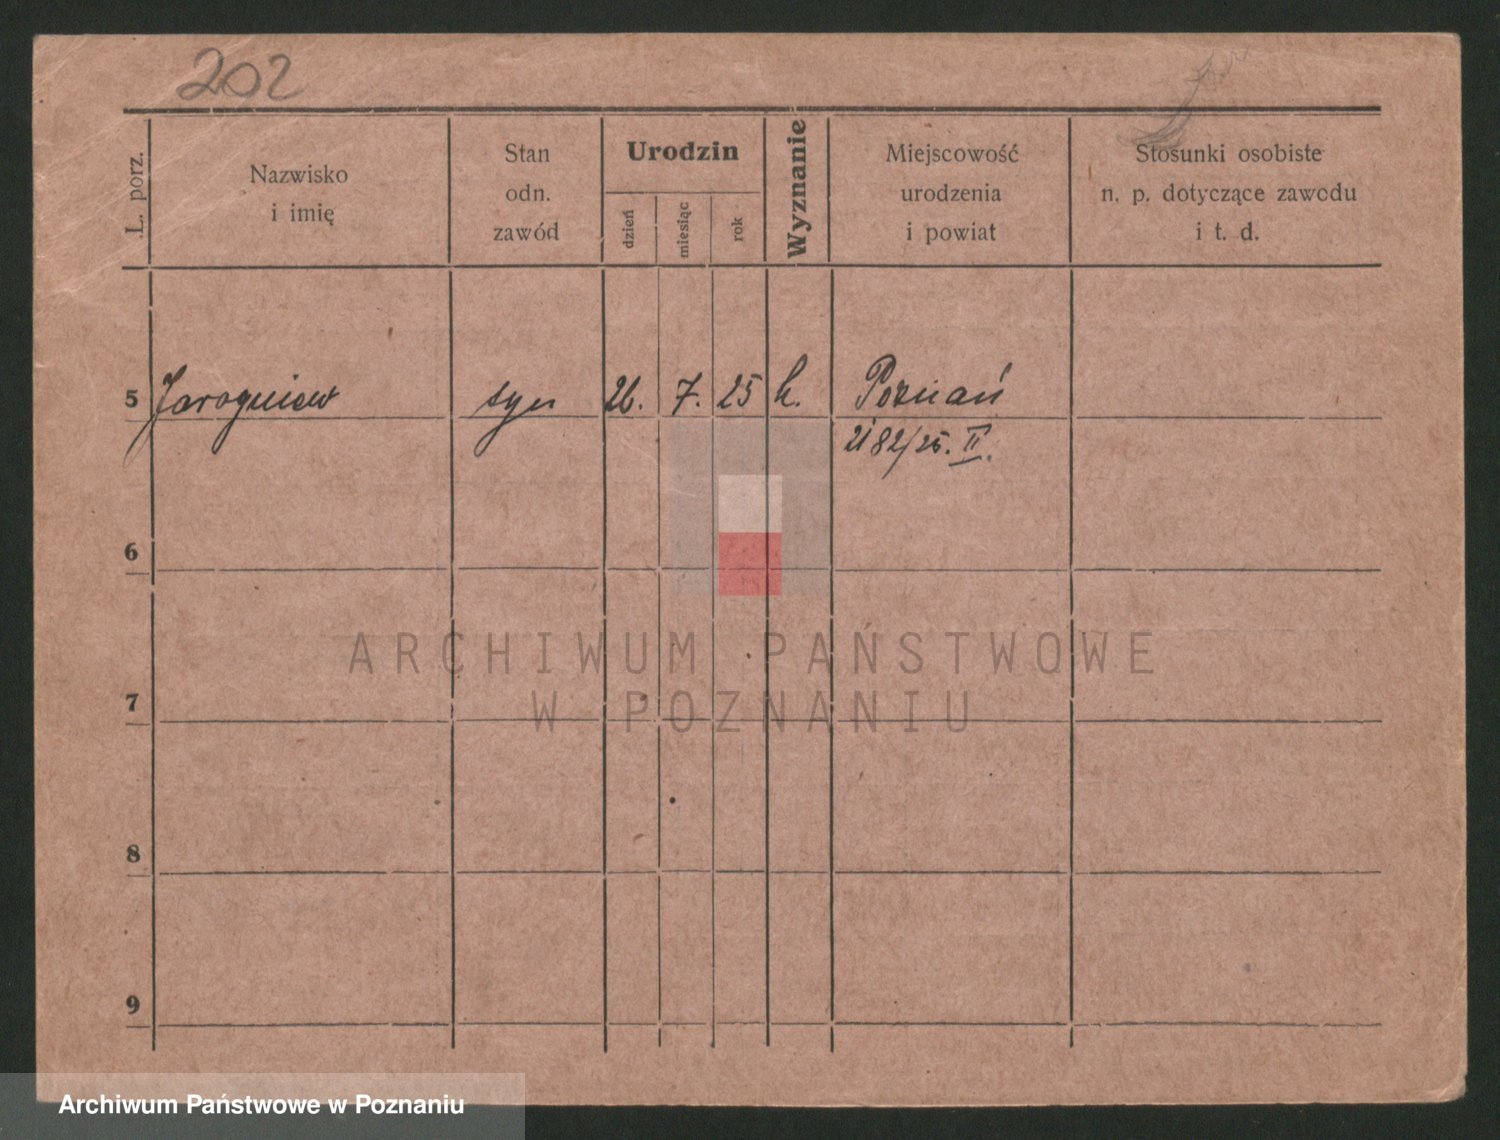 202
L. porz.
Nazwisko
i imię
Stan
odn.
zawód
Urodzin
dzień
miesiąc
rok
Wyznanie
Miejscowość
urodzenia
i powiat
Stosunki osobiste
n. p. dotyczące zawodu
i t. d.
5 Jarogniew syn 26. 7. 25 k. Poznań
2182/25. II.
6
7
8
9
ARCHIWUM PAŃSTWOWE
W POZNANIU
Archiwum Państwowe w Poznaniu